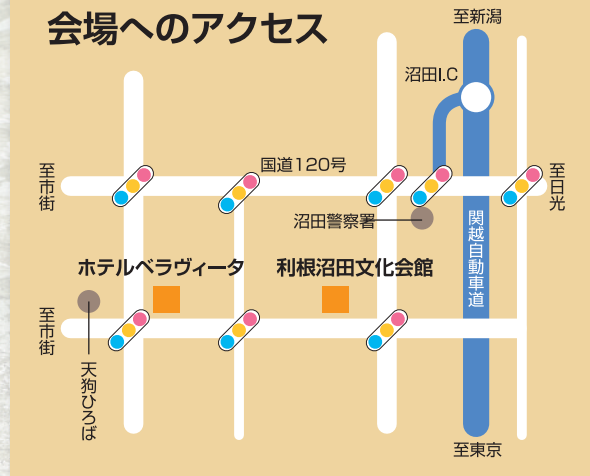 会場へのアクセス
至新潟
沼田I.C
国道120号
至市街
至日光
沼田警察署
関越自動車道
ホテルベラヴィータ
利根沼田文化会館
至市街
天狗ひろば
至東京